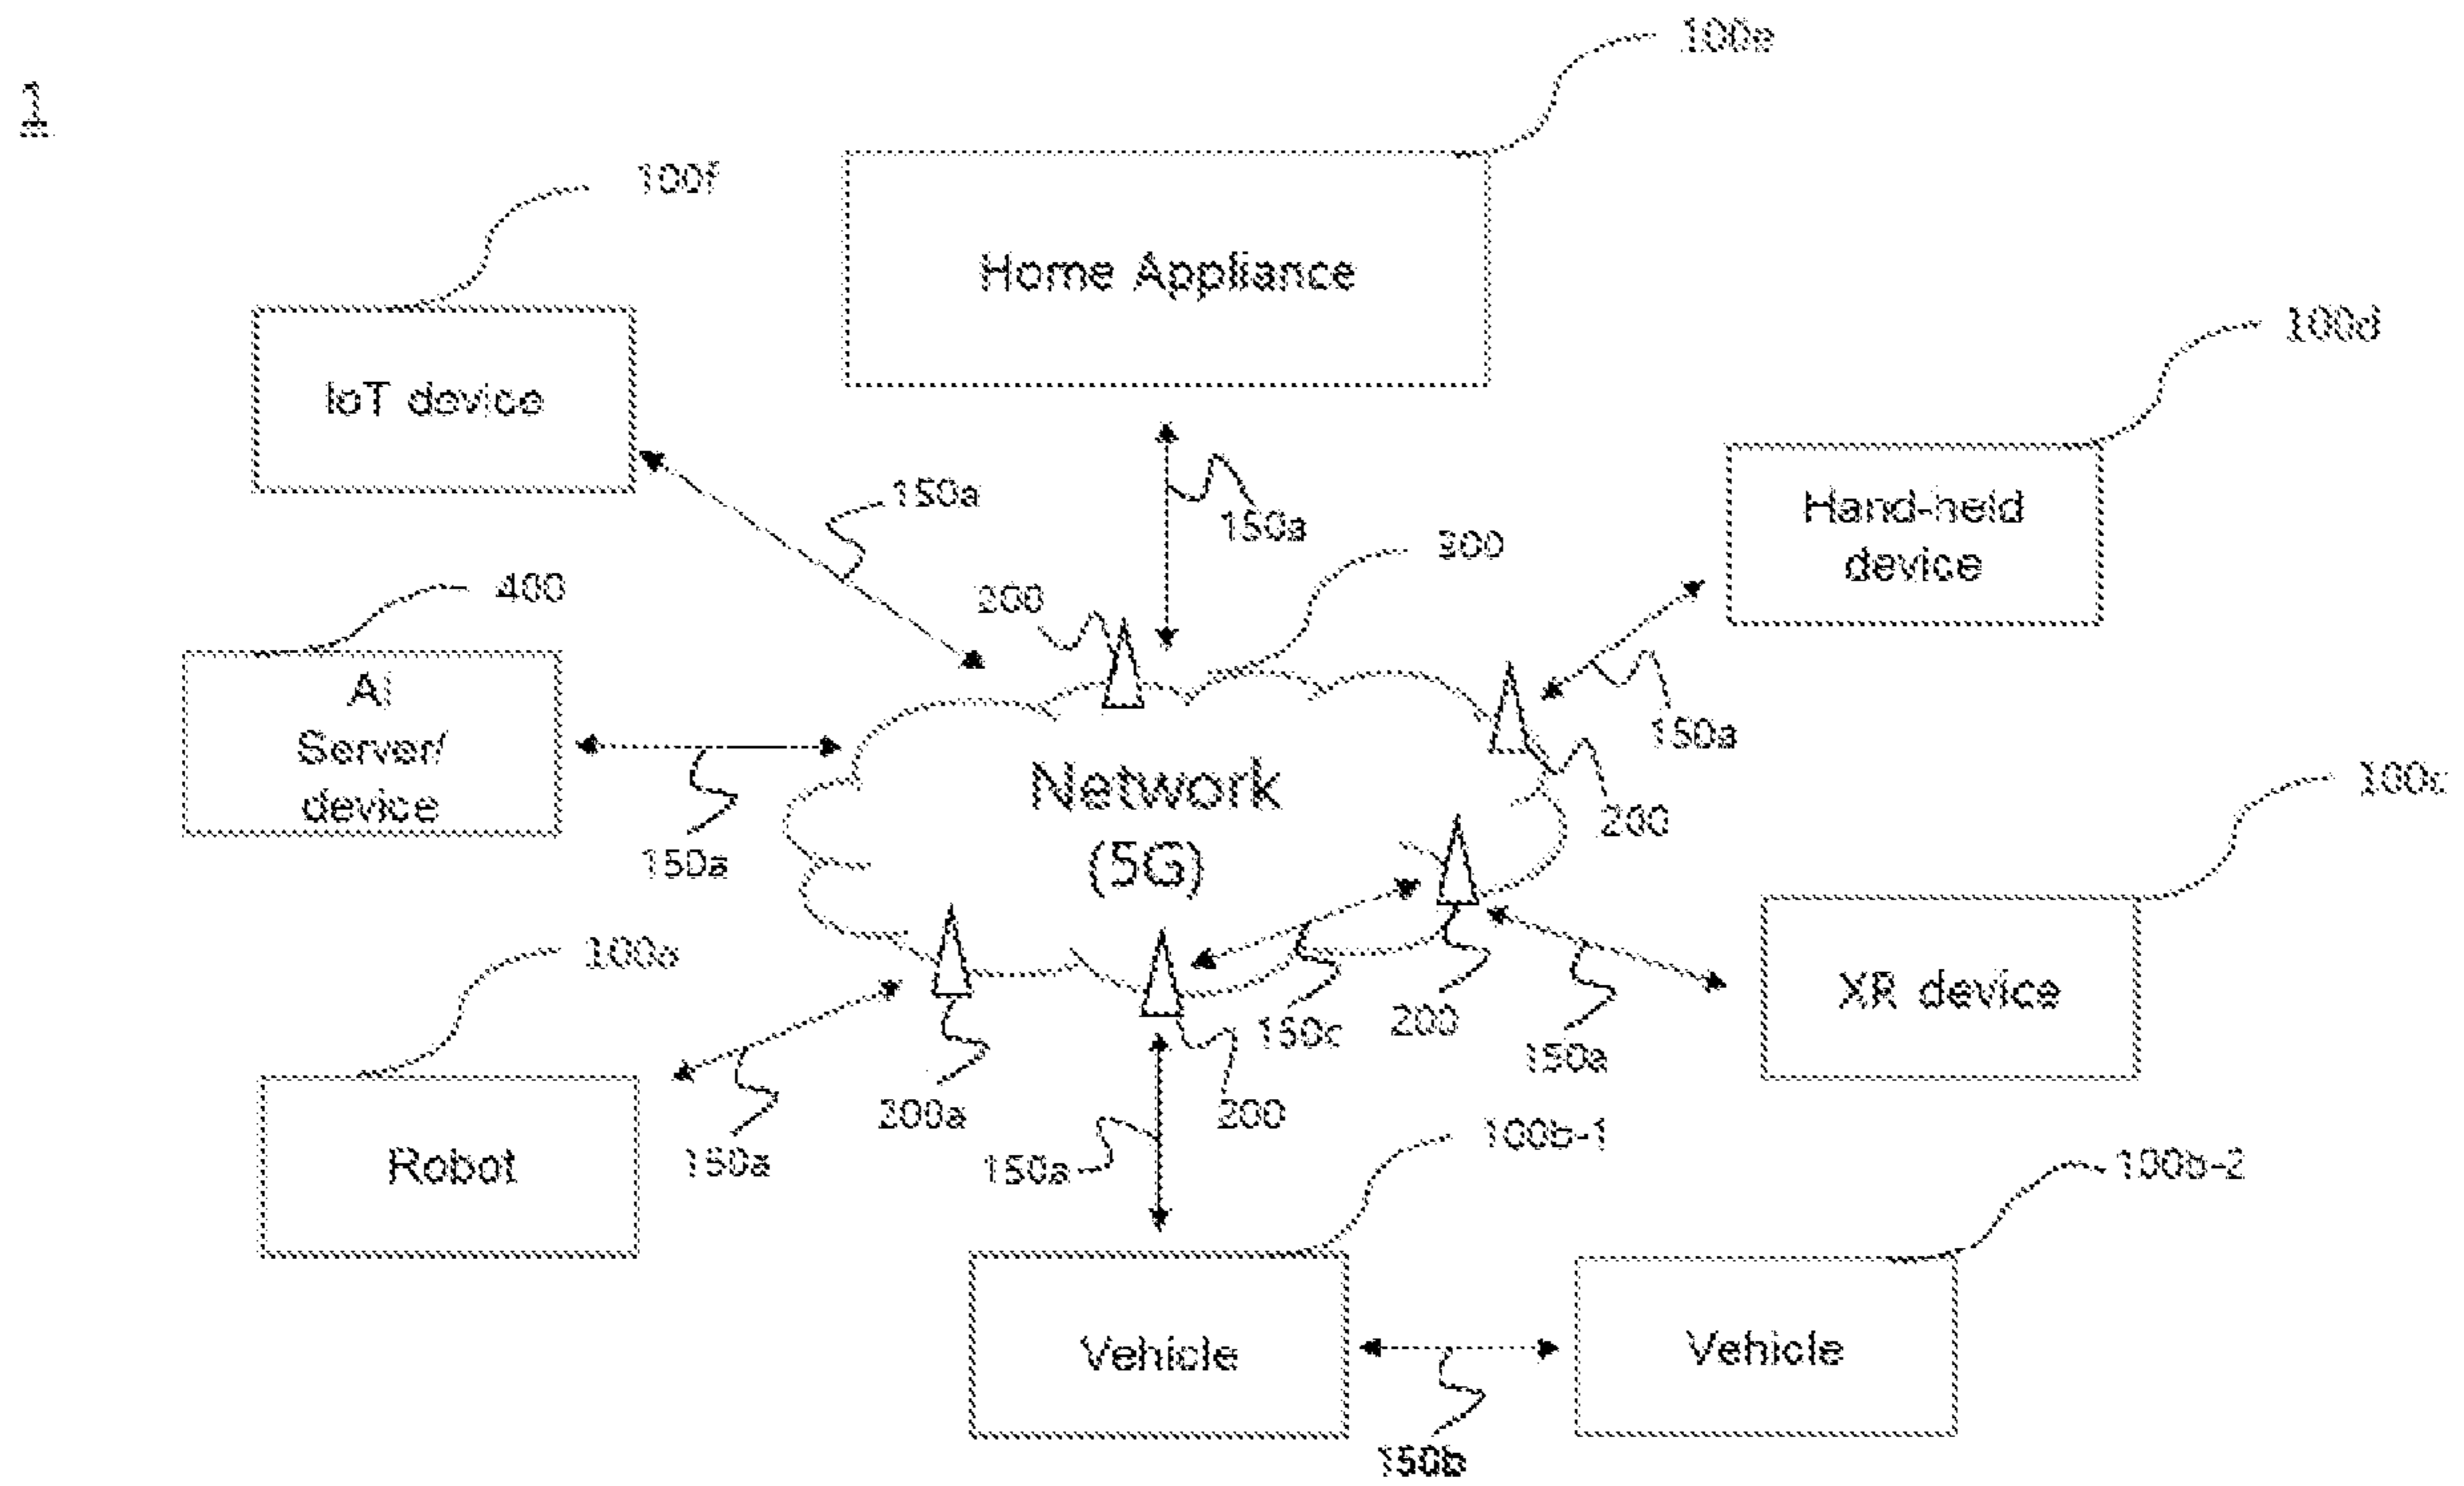 1
100e
100f
Home Appliance
100d
IoT device
150a
150a
Hand-held
device
300
400
200
AI
Server/
device
150a
Network
(5G)
200
100c
150a
100a
XR device
150c
200
150a
200a
200
Robot
150a
150a
100b-1
100b-2
Vehicle
Vehicle
150b